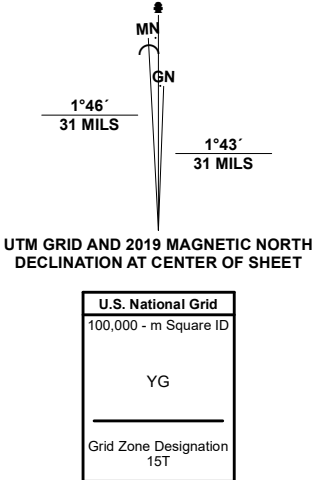 MN
GN
1°46´
31 MILS
1°43´
31 MILS
UTM GRID AND 2019 MAGNETIC NORTH
DECLINATION AT CENTER OF SHEET
U.S. National Grid
100,000 - m Square ID
YG
Grid Zone Designation
15T